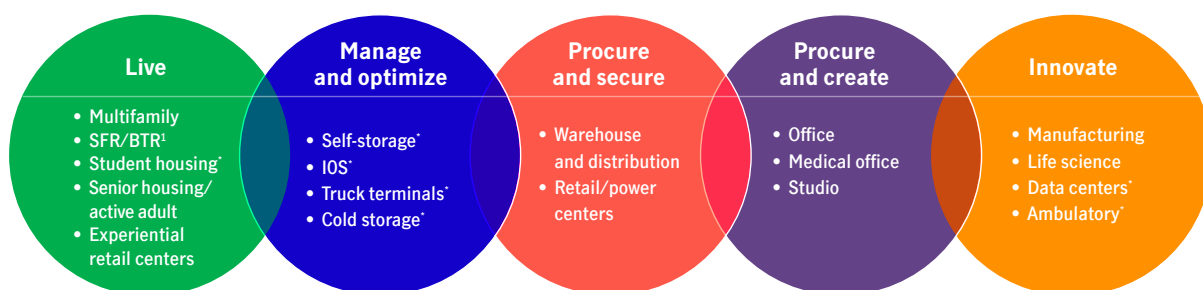 Live
• Multifamily
• SFR/BTR¹
• Student housing*
• Senior housing/
active adult
• Experiential
retail centers
Manage
and optimize
• Self-storage*
• IOS*
• Truck terminals*
• Cold storage*
Procure
and secure
• Warehouse
and distribution
• Retail/power
centers
Procure
and create
• Office
• Medical office
• Studio
Innovate
• Manufacturing
• Life science
• Data centers*
• Ambulatory*